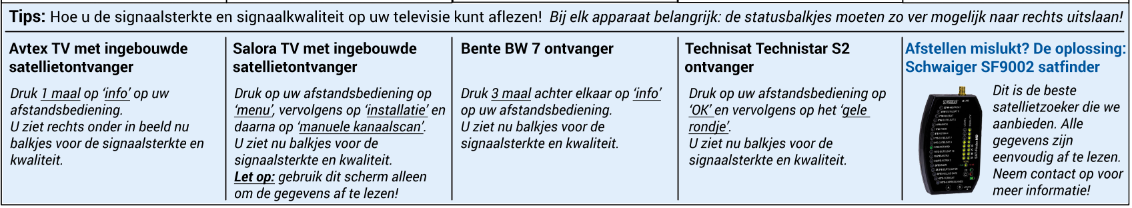 Tips: Hoe u de signaalsterkte en signaalkwaliteit op uw televisie kunt aflezen! Bij elk apparaat belangrijk: de statusbalkjes moeten zo ver mogelijk naar rechts uitslaan!
Avtex TV met ingebouwde
satellietontvanger
Druk 1 maal op ‘info’ op uw
afstandsbediening.
U ziet rechts onder in beeld nu
balkjes voor de signaalsterkte en
kwaliteit.
Salora TV met ingebouwde
satellietontvanger
Druk op uw afstandsbediening op
‘menu’, vervolgens op ‘installatie’ en
daarna op ‘manuele kanaalscan’.
U ziet nu balkjes voor de
signaalsterkte en kwaliteit.
Let op: gebruik dit scherm alleen
om de gegevens af te lezen!
Bente BW 7 ontvanger
Druk 3 maal achter elkaar op ‘info’
op uw afstandsbediening.
U ziet nu balkjes voor de
signaalsterkte en kwaliteit.
Technisat Technistar S2
ontvanger
Druk op uw afstandsbediening op
‘OK’ en vervolgens op het ‘gele
rondje’.
U ziet nu balkjes voor de
signaalsterkte en kwaliteit.
Afstellen mislukt? De oplossing:
Schwaiger SF9002 satfinder
Dit is de beste
satellietzoeker die we
aanbieden. Alle
gegevens zijn
eenvoudig af te lezen.
Neem contact op voor
meer informatie!